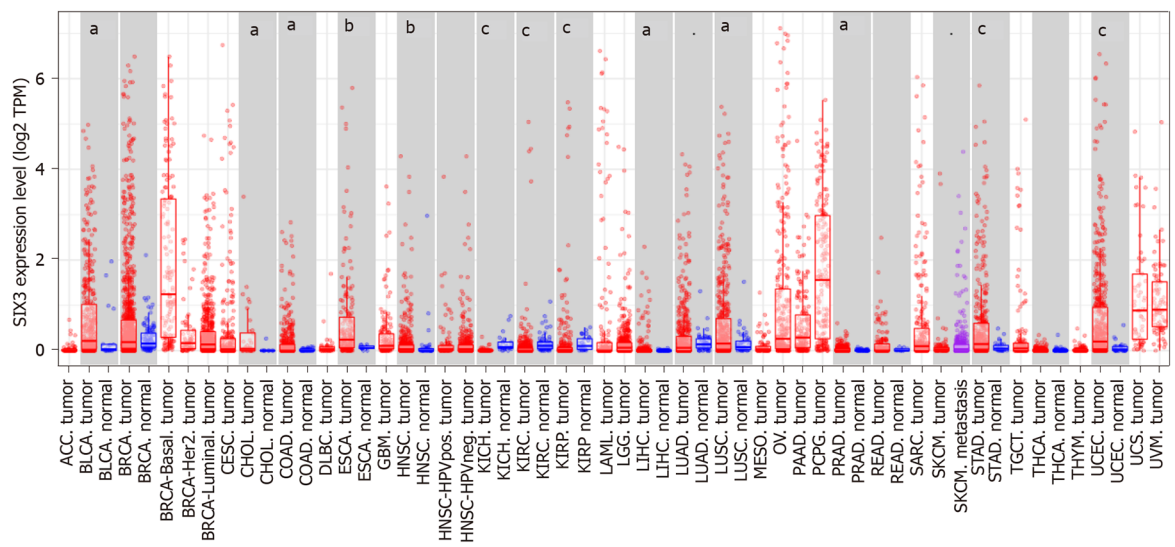 a a a b b c c c a . a a . c c
SIX3 expression level (log2 TPM)
6
4
2
0
ACC. tumor
BLCA. tumor
BLCA. normal
BRCA. tumor
BRCA. normal
BRCA-Basal. tumor
BRCA-Her2. tumor
BRCA-Luminal. tumor
CESC. tumor
CHOL. tumor
CHOL. normal
COAD. tumor
COAD. normal
DLBC. tumor
ESCA. tumor
ESCA. normal
GBM. tumor
HNSC. tumor
HNSC. normal
HNSC-HPVpos. tumor
HNSC-HPVneg. tumor
KICH. tumor
KICH. normal
KIRC. tumor
KIRC. normal
KIRP. tumor
KIRP normal
LAML. tumor
LGG. tumor
LIHC. tumor
LIHC. normal
LUAD. tumor
LUAD. normal
LUSC. tumor
LUSC. normal
MESO. tumor
OV. tumor
PAAD. tumor
PCPG. tumor
PRAD. tumor
PRAD. normal
READ. tumor
READ. normal
SARC. tumor
SKCM. tumor
SKCM. metastasis
STAD. tumor
STAD. normal
TGCT. tumor
THCA. tumor
THCA. normal
THYM. tumor
UCEC. tumor
UCEC. normal
UCS. tumor
UVM. tumor